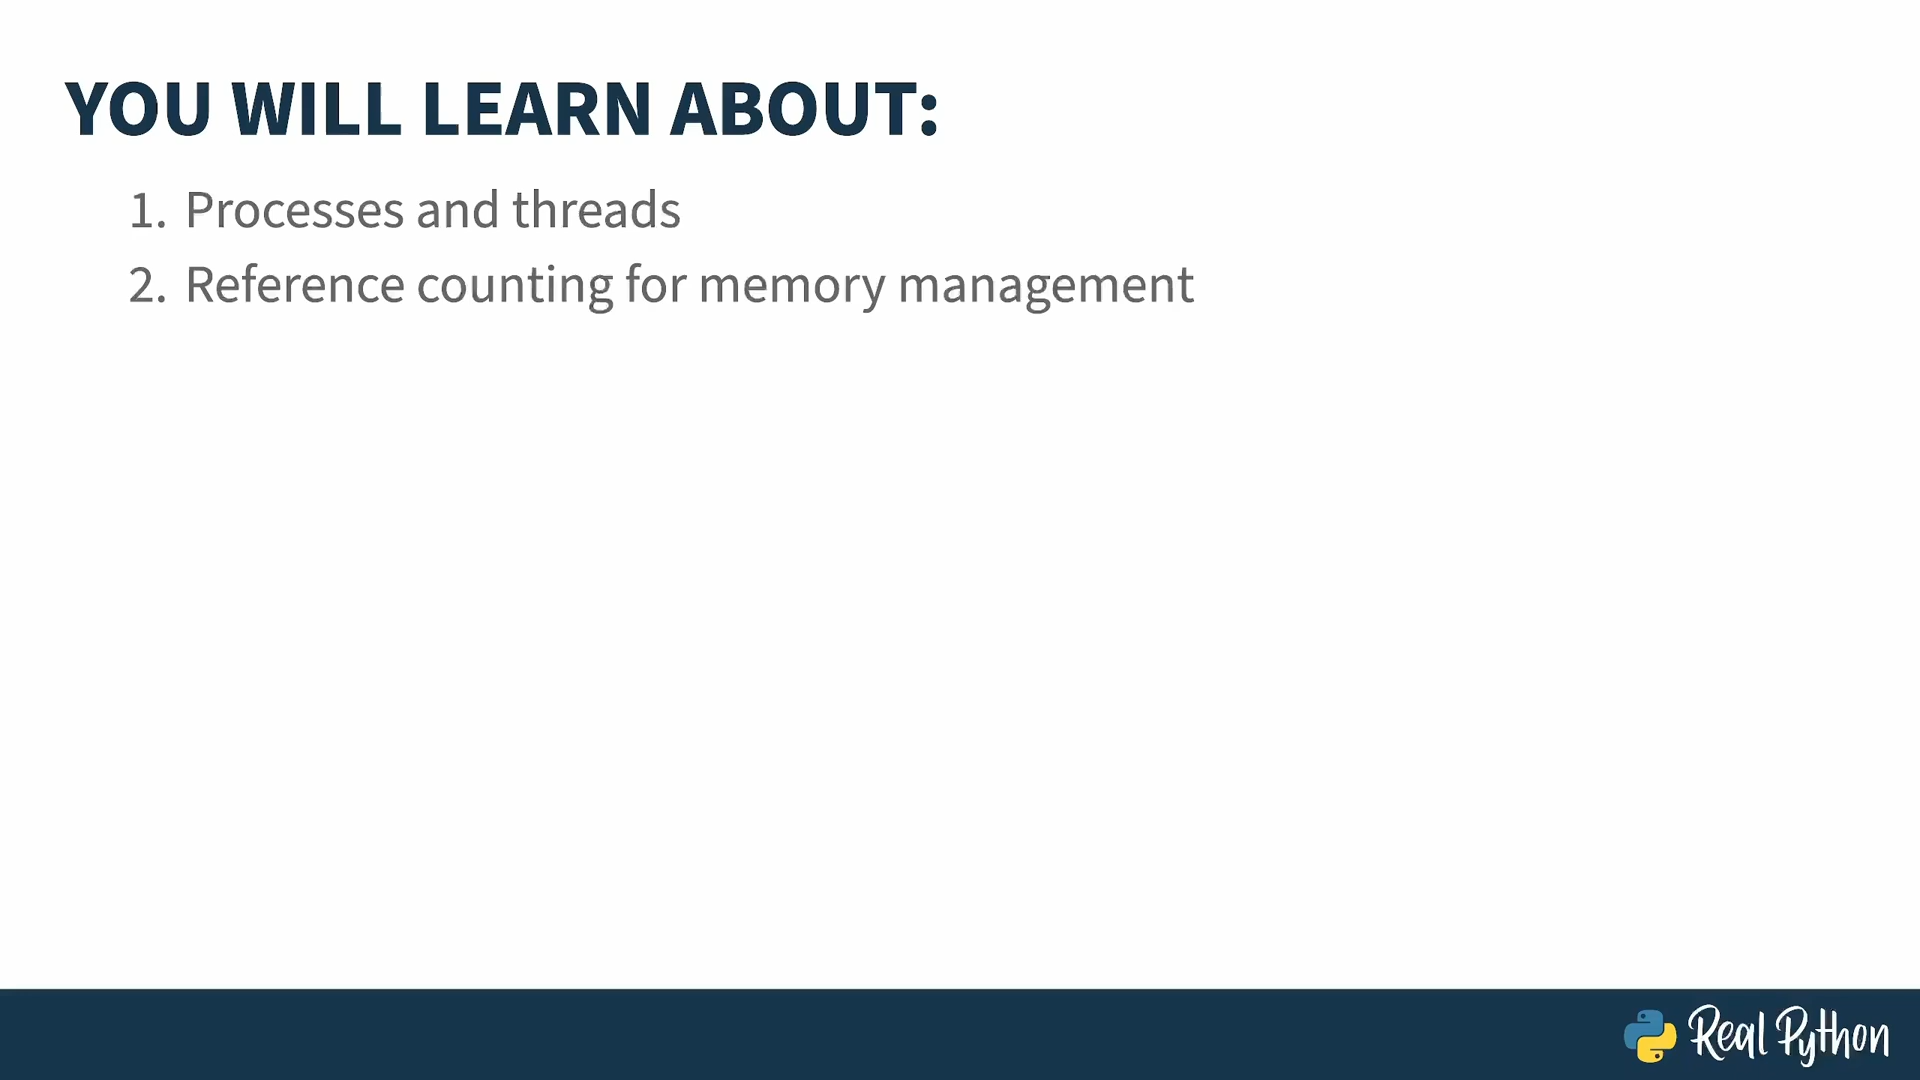 YOU WILL LEARN ABOUT:
1. Processes and threads
2. Reference counting for memory management
Real Python